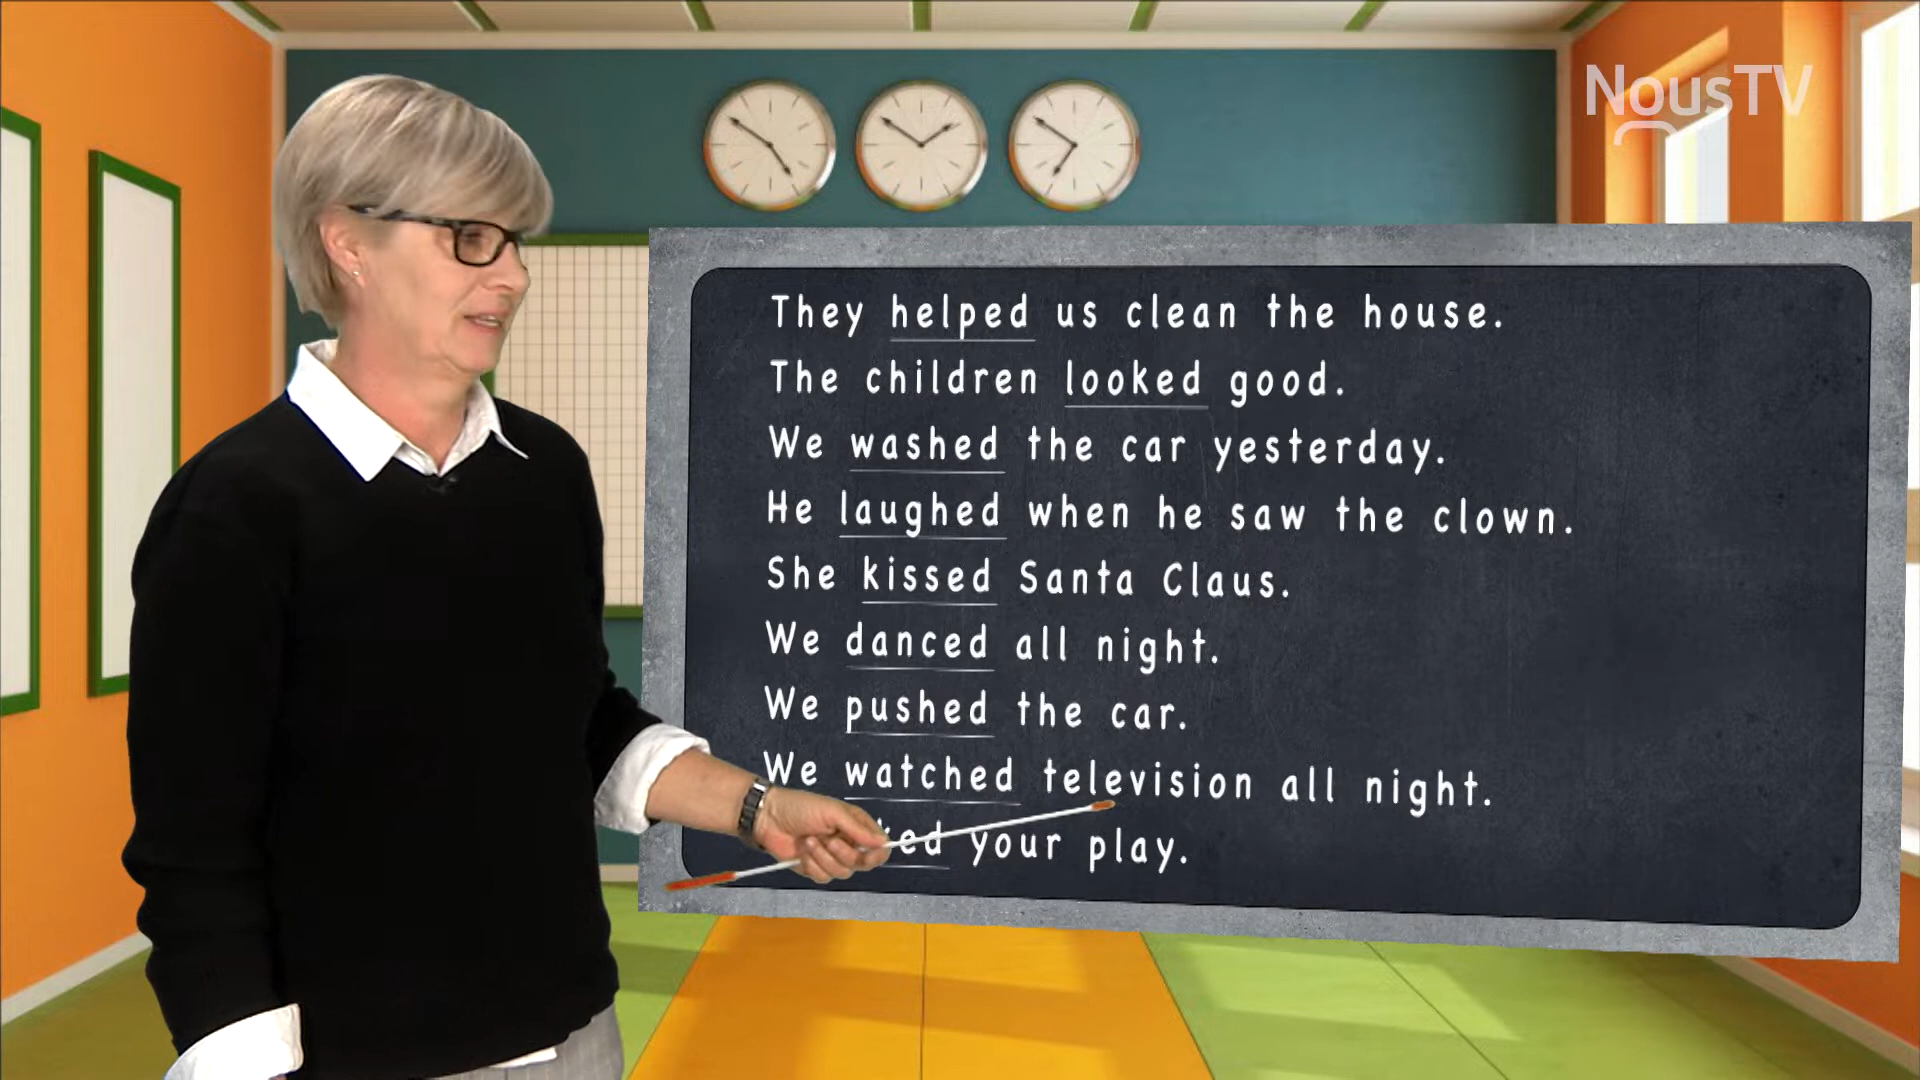 NousTV
They helped us clean the house.
The children looked good.
We washed the car yesterday.
He laughed when he saw the clown.
She kissed Santa Claus.
We danced all night.
We pushed the car.
We watched television all night.
your play.